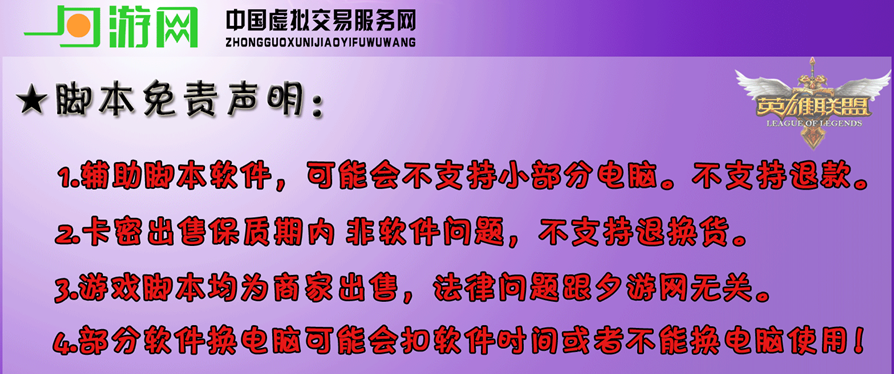 夕游网
中国虚拟交易服务网
ZHONGGUOXUNIJIAOYIFUWUWANG
★脚本免责声明：
英雄联盟
LEAGUE OF LEGENDS
1.辅助脚本软件，可能会不支持小部分电脑。不支持退款。
2.卡密出售保质期内 非软件问题，不支持退换货。
3.游戏脚本均为商家出售，法律问题跟夕游网无关。
4.部分软件换电脑可能会扣软件时间或者不能换电脑使用！